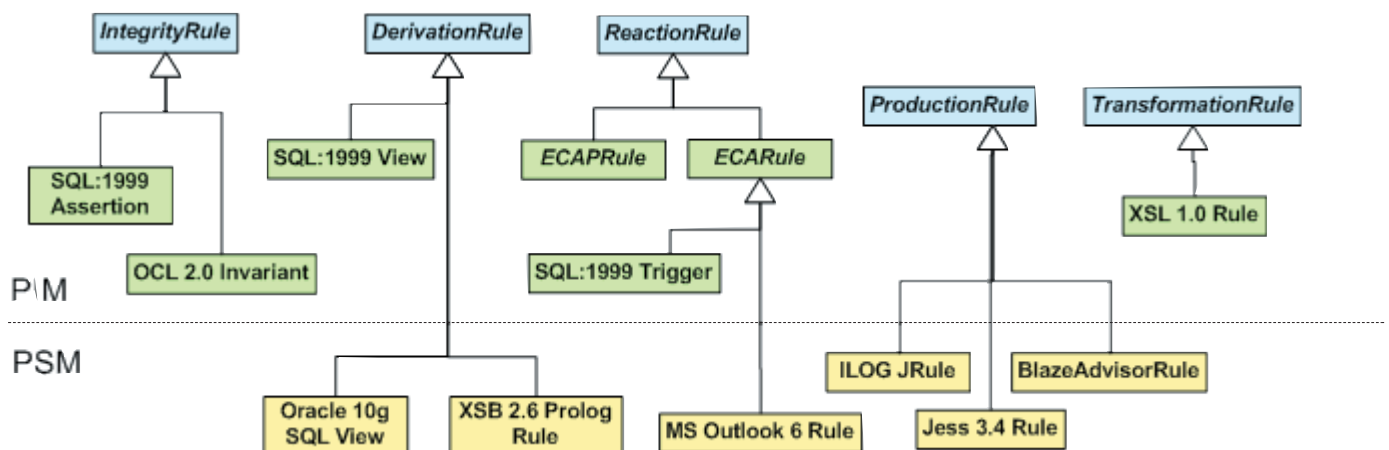 IntegrityRule
DerivationRule
ReactionRule
ProductionRule
TransformationRule
SQL:1999 View
ECAPRule
ECARule
SQL:1999
Assertion
XSL 1.0 Rule
OCL 2.0 Invariant
SQL:1999 Trigger
PIM
PSM
ILOG JRule
BlazeAdvisorRule
Oracle 10g
SQL View
XSB 2.6 Prolog
Rule
MS Outlook 6 Rule
Jess 3.4 Rule